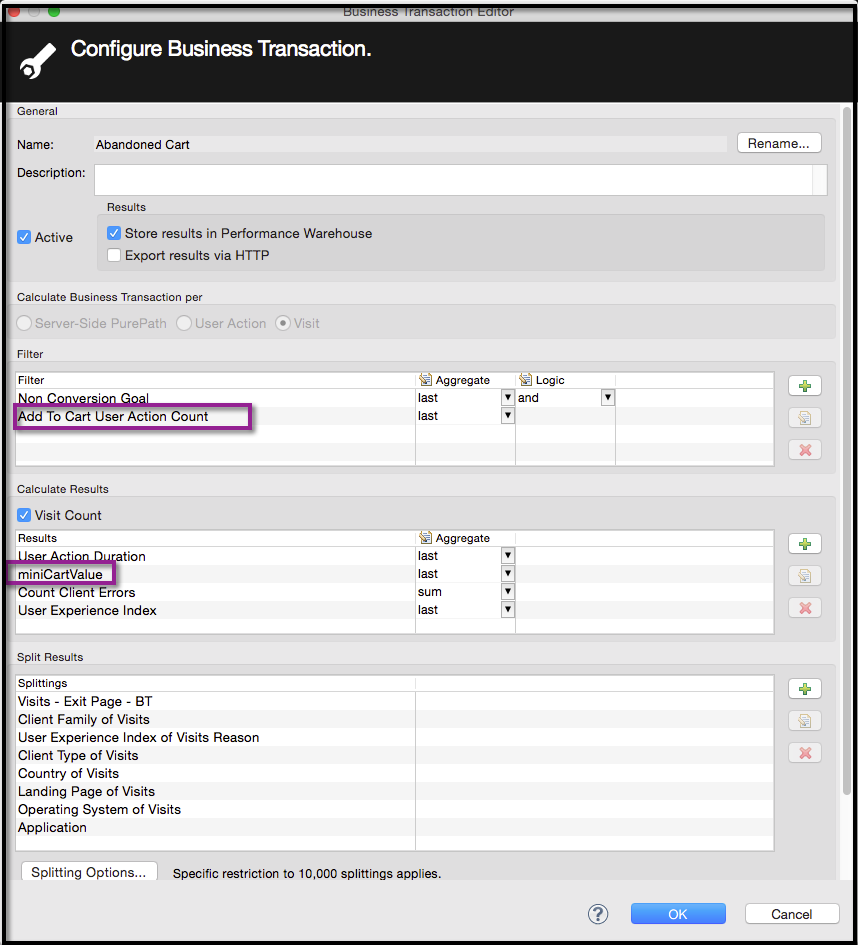 Business Transaction Editor
Configure Business Transaction.
General
Name: Abandoned Cart Rename...
Description:
Results
Active Store results in Performance Warehouse
Export results via HTTP
Calculate Business Transaction per
Server-Side PurePath User Action Visit
Filter
Filter Aggregate Logic
Non Conversion Goal last and
Add To Cart User Action Count last
Calculate Results
Visit Count
Results Aggregate
User Action Duration last
miniCartValue last
Count Client Errors sum
User Experience Index last
Split Results
Splittings
Visits - Exit Page - BT
Client Family of Visits
User Experience Index of Visits Reason
Client Type of Visits
Country of Visits
Landing Page of Visits
Operating System of Visits
Application
Splitting Options... Specific restriction to 10,000 splittings applies.
? OK Cancel